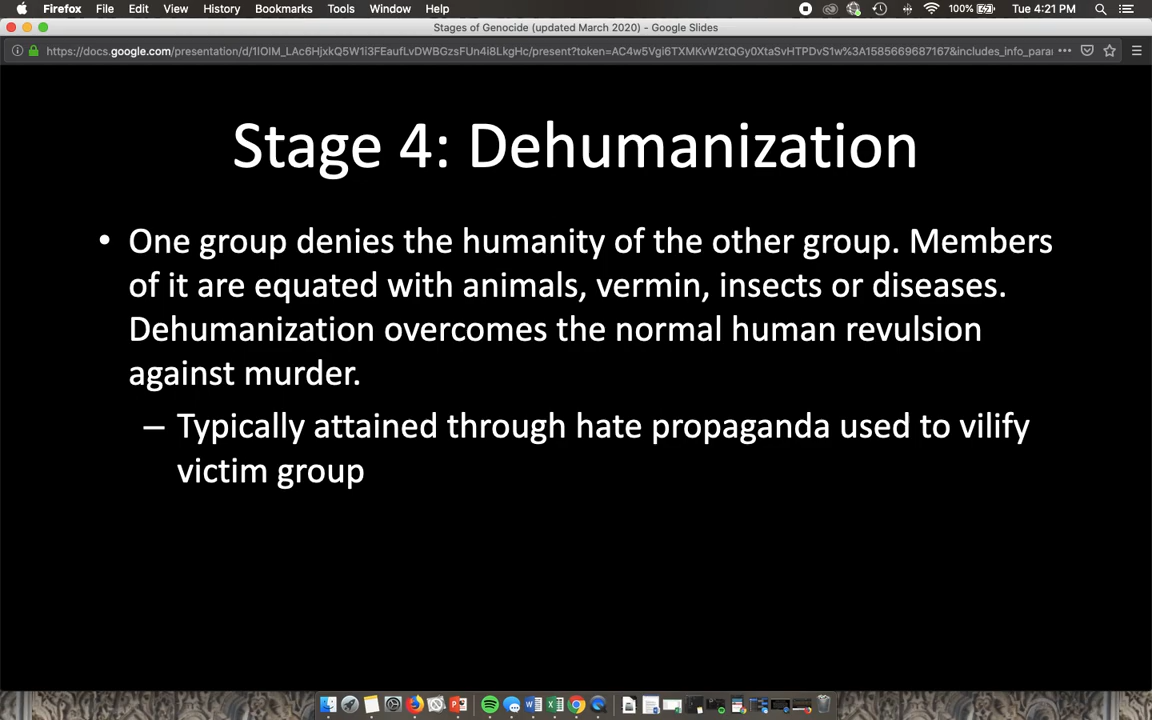 Firefox File Edit View History Bookmarks Tools Window Help 100% Tue 4:21 PM
Stages of Genocide (updated March 2020) - Google Slides
https://docs.google.com/presentation/d/1lOlM_LAc6HjxkQ5W1i3FEaufLvDWBGzsFUn4i8LkgHc/present?token=AC4w5Vgi6TXMKvW2tQGy0XtaSvHTPDvS1w%3A1585669687167&includes_info_parar
Stage 4: Dehumanization
• One group denies the humanity of the other group. Members
of it are equated with animals, vermin, insects or diseases.
Dehumanization overcomes the normal human revulsion
against murder.
– Typically attained through hate propaganda used to vilify
victim group